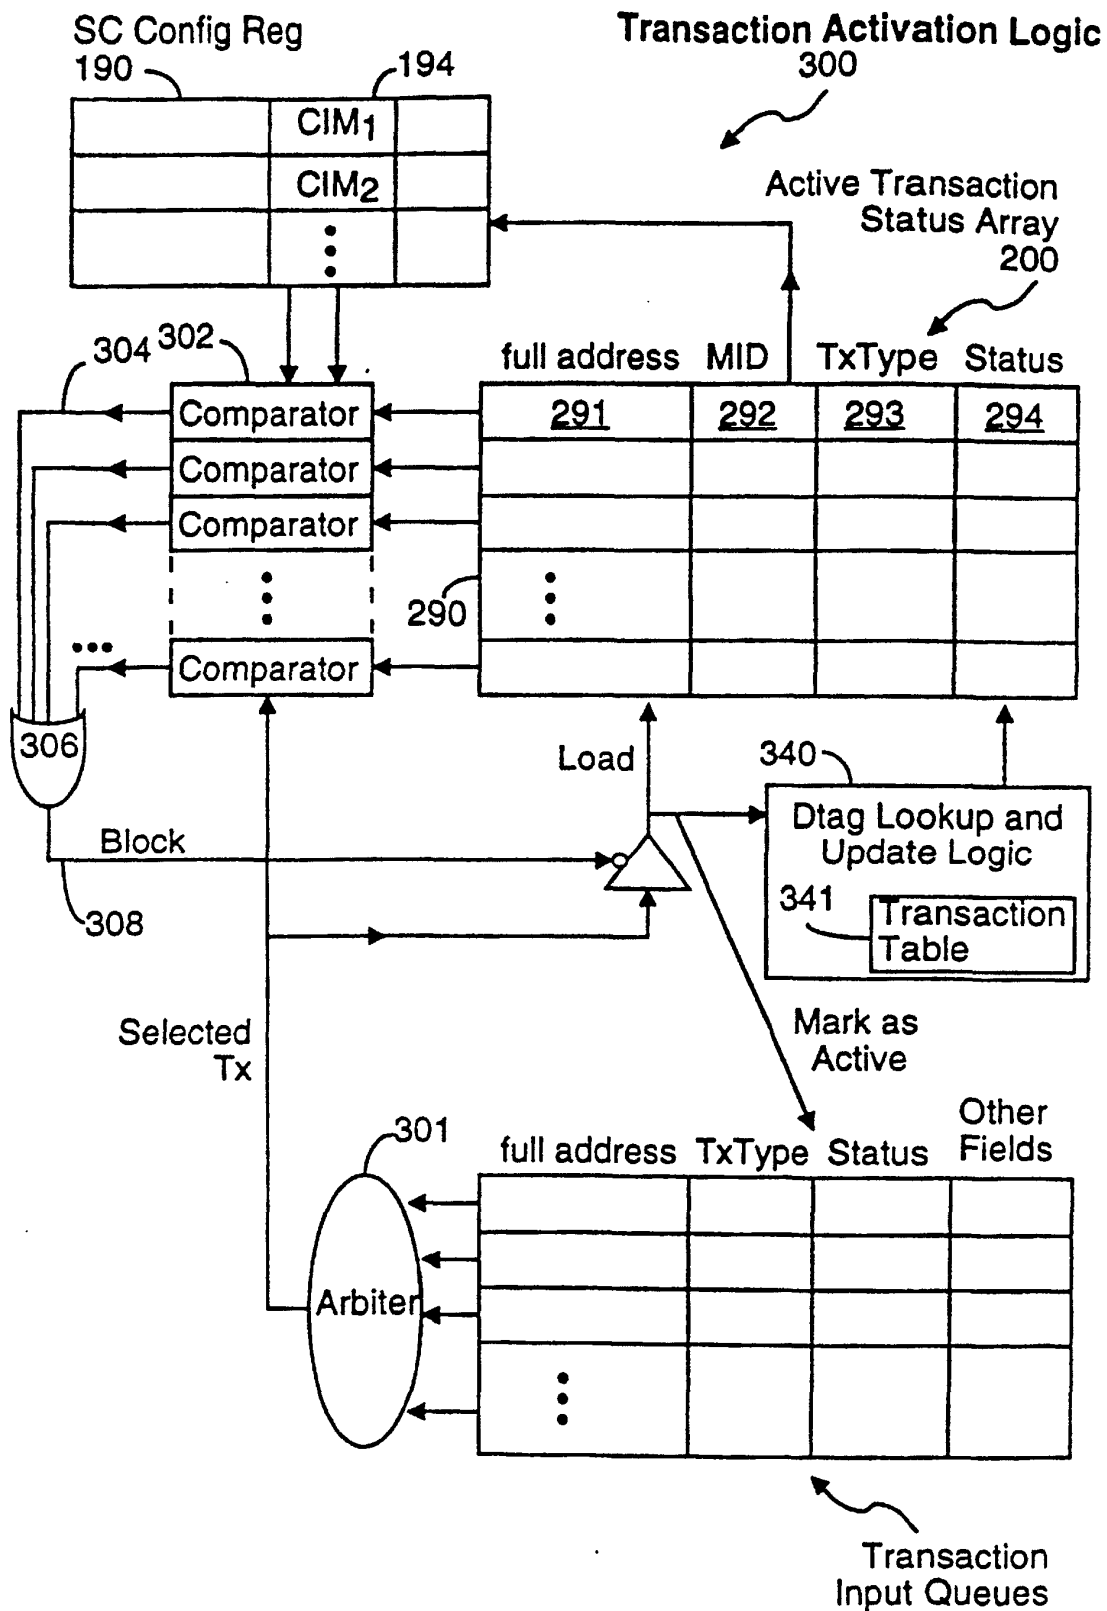 SC Config Reg
190
194
Transaction Activation Logic
300
CIM1
CIM2
Active Transaction
Status Array
200
304
302
full address MID TxType Status
Comparator
291 292 293 294
Comparator
Comparator
290
Comparator
306
Load
340
Block
Dtag Lookup and
Update Logic
308
341
Transaction
Table
Selected
Tx
Mark as
Active
301
full address TxType Status
Other
Fields
Arbiter
Transaction
Input Queues